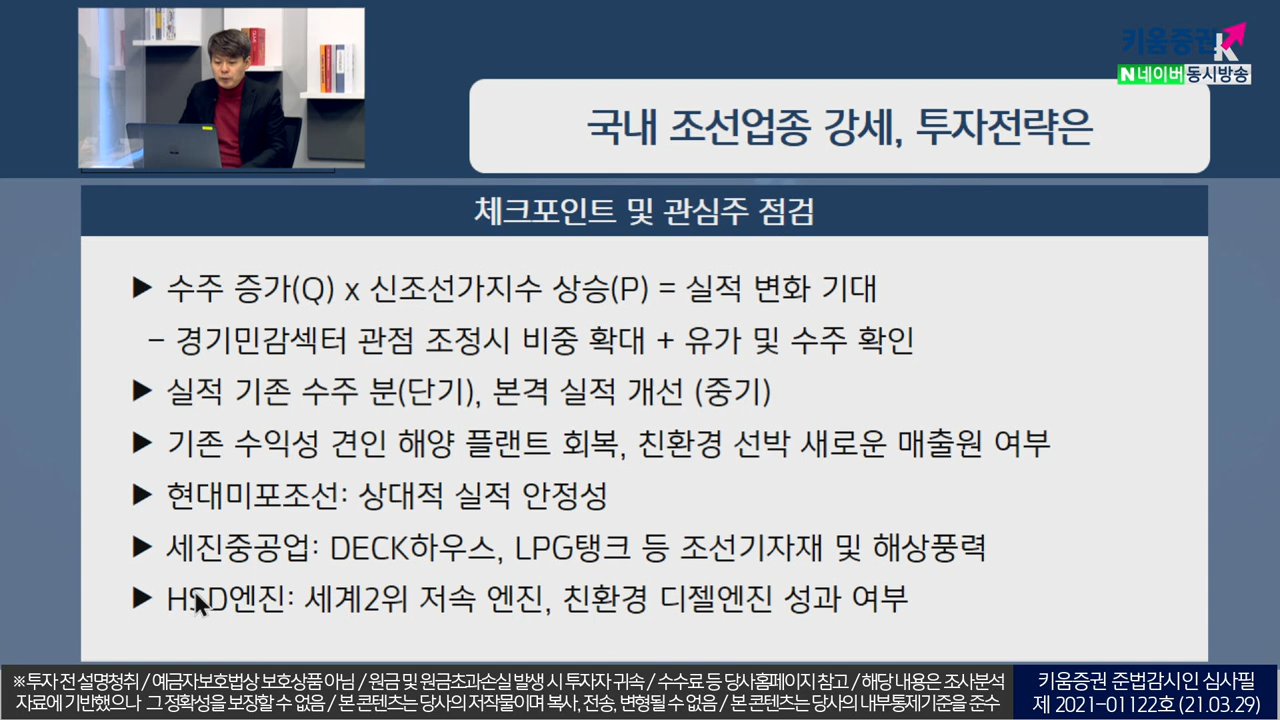 키움증권
N 네이버 동시방송
국내 조선업종 강세, 투자전략은
체크포인트 및 관심주 점검
▶ 수주 증가(Q) x 신조선가지수 상승(P) = 실적 변화 기대
- 경기민감섹터 관점 조정시 비중 확대 + 유가 및 수주 확인
▶ 실적 기존 수주 분(단기), 본격 실적 개선 (중기)
▶ 기존 수익성 견인 해양 플랜트 회복, 친환경 선박 새로운 매출원 여부
▶ 현대미포조선: 상대적 실적 안정성
▶ 세진중공업: DECK하우스, LPG탱크 등 조선기자재 및 해상풍력
▶ HSD엔진: 세계2위 저속 엔진, 친환경 디젤엔진 성과 여부
※투자 전 설명청취 / 예금자보호법상 보호상품 아님 / 원금 및 원금초과손실 발생 시 투자자 귀속 / 수수료 등 당사홈페이지 참고 / 해당 내용은 조사분석
자료에 기반했으나 그 정확성을 보장할 수 없음 / 본 콘텐츠는 당사의 저작물이며 복사, 전송, 변형될 수 없음 / 본 콘텐츠는 당사의 내부통제기준을 준수
키움증권 준법감시인 심사필
제 2021-01122호 (21.03.29)